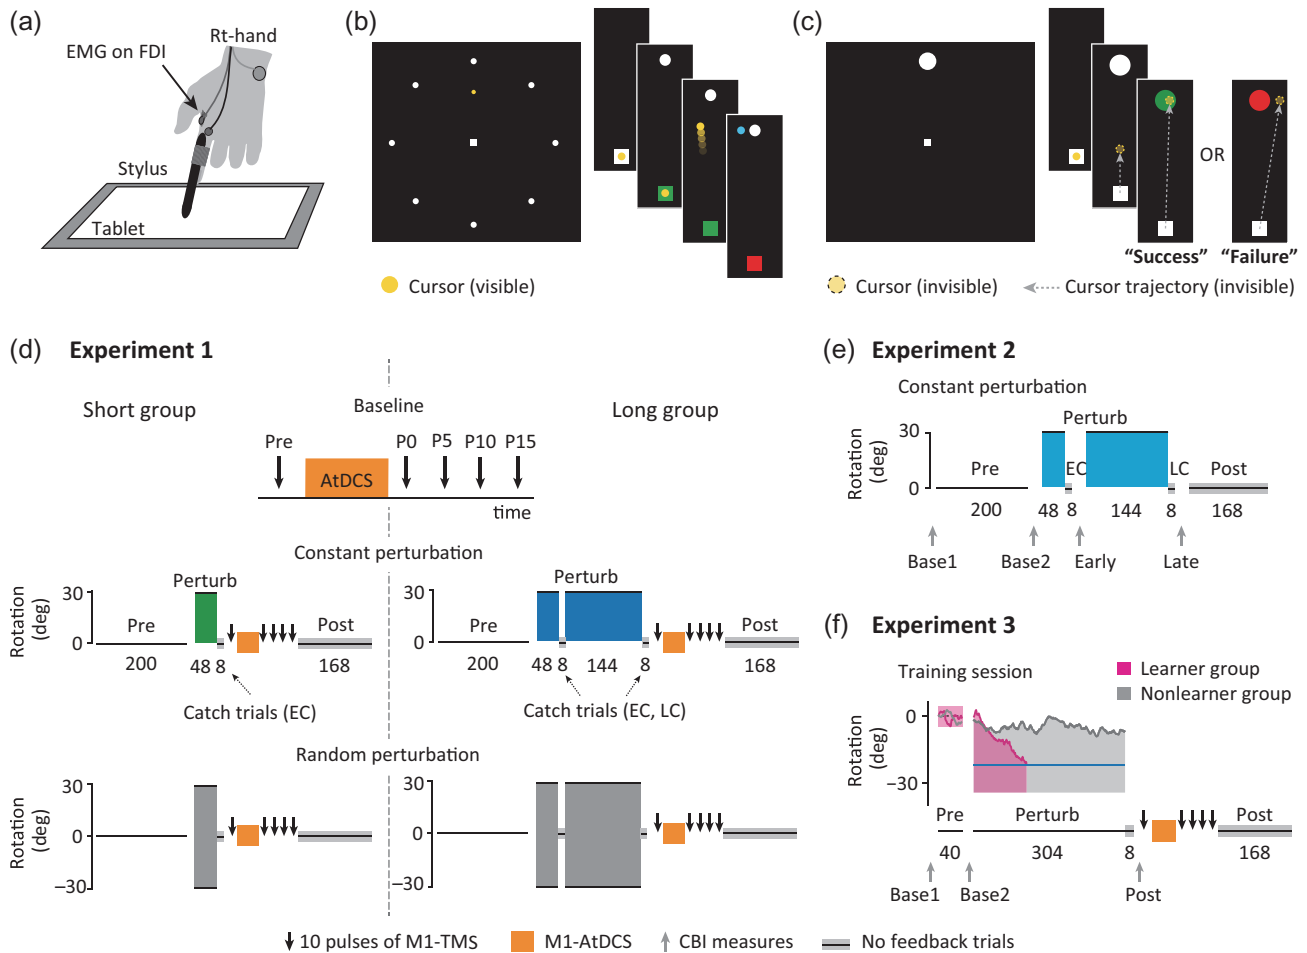 (a)
Rt-hand
EMG on FDI
Stylus
Tablet
(b)
Cursor (visible)
(c)
OR
“Success” “Failure”
Cursor (invisible)
Cursor trajectory (invisible)
(d) Experiment 1
Short group
Baseline
Long group
Pre
AtDCS
P0 P5 P10 P15
time
Constant perturbation
Rotation
(deg)
30
0
Pre
Perturb
Post
200 48 8 168
Catch trials (EC)
30
0
Pre
Perturb
Post
200 48 8 144 8 168
Catch trials (EC, LC)
Random perturbation
Rotation
(deg)
30
0
−30
30
0
−30
(e) Experiment 2
Constant perturbation
Rotation
(deg)
30
0
Pre
Perturb
EC
LC
Post
200 48 8 144 8 168
Base1 Base2 Early Late
(f) Experiment 3
Training session
Learner group
Nonlearner group
Rotation
(deg)
0
−30
Pre Perturb Post
40 304 8 168
Base1 Base2 Post
10 pulses of M1-TMS
M1-AtDCS
CBI measures
No feedback trials